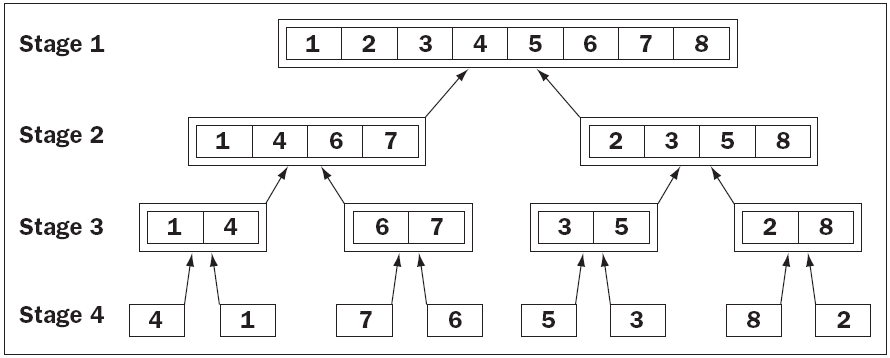 Stage 1 1 2 3 4 5 6 7 8
Stage 2 1 4 6 7 2 3 5 8
Stage 3 1 4 6 7 3 5 2 8
Stage 4 4 1 7 6 5 3 8 2